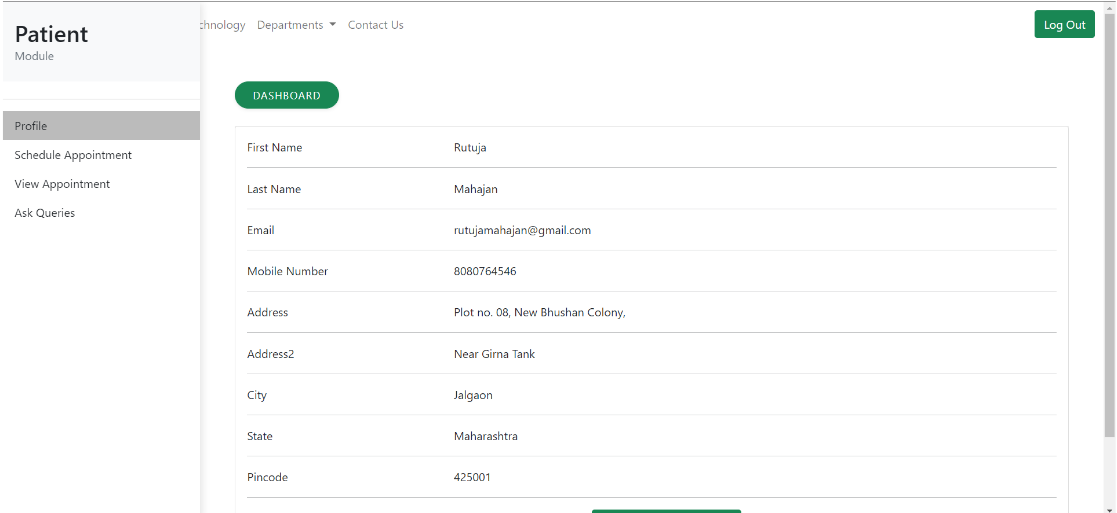 Patient
Module
chnology Departments Contact Us Log Out
Profile
Schedule Appointment
View Appointment
Ask Queries
DASHBOARD
First Name Rutuja
Last Name Mahajan
Email rutujamahajan@gmail.com
Mobile Number 8080764546
Address Plot no. 08, New Bhushan Colony,
Address2 Near Girna Tank
City Jalgaon
State Maharashtra
Pincode 425001